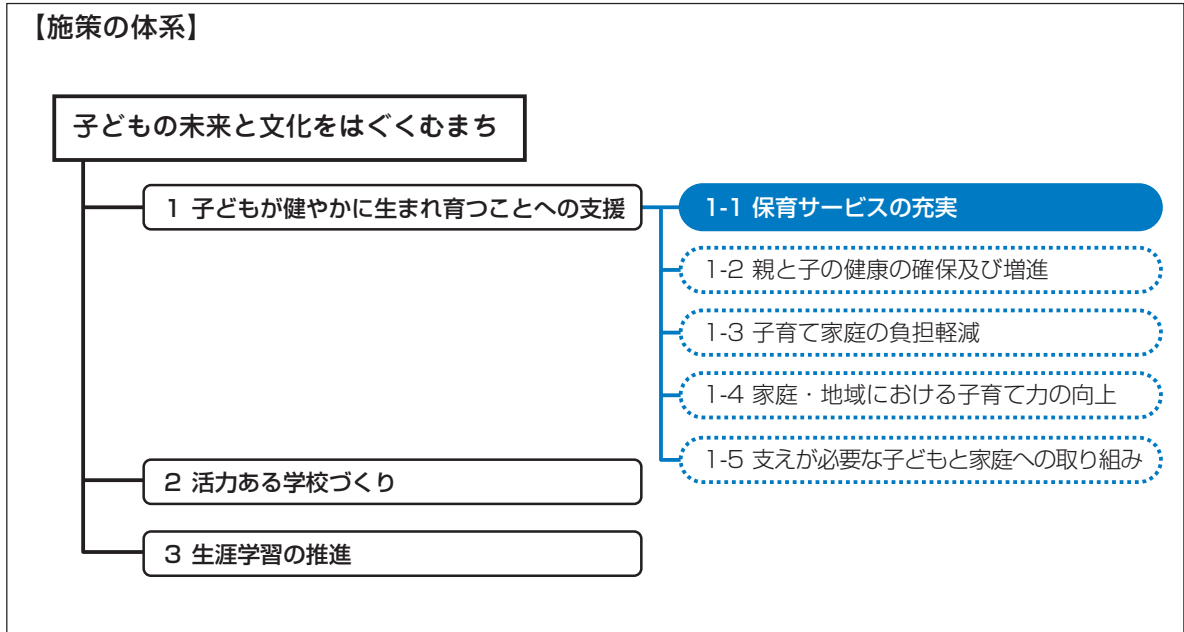 【施策の体系】
子どもの未来と文化をはぐくむまち
1 子どもが健やかに生まれ育つことへの支援
1-1 保育サービスの充実
1-2 親と子の健康の確保及び増進
1-3 子育て家庭の負担軽減
1-4 家庭・地域における子育て力の向上
1-5 支えが必要な子どもと家庭への取り組み
2 活力ある学校づくり
3 生涯学習の推進